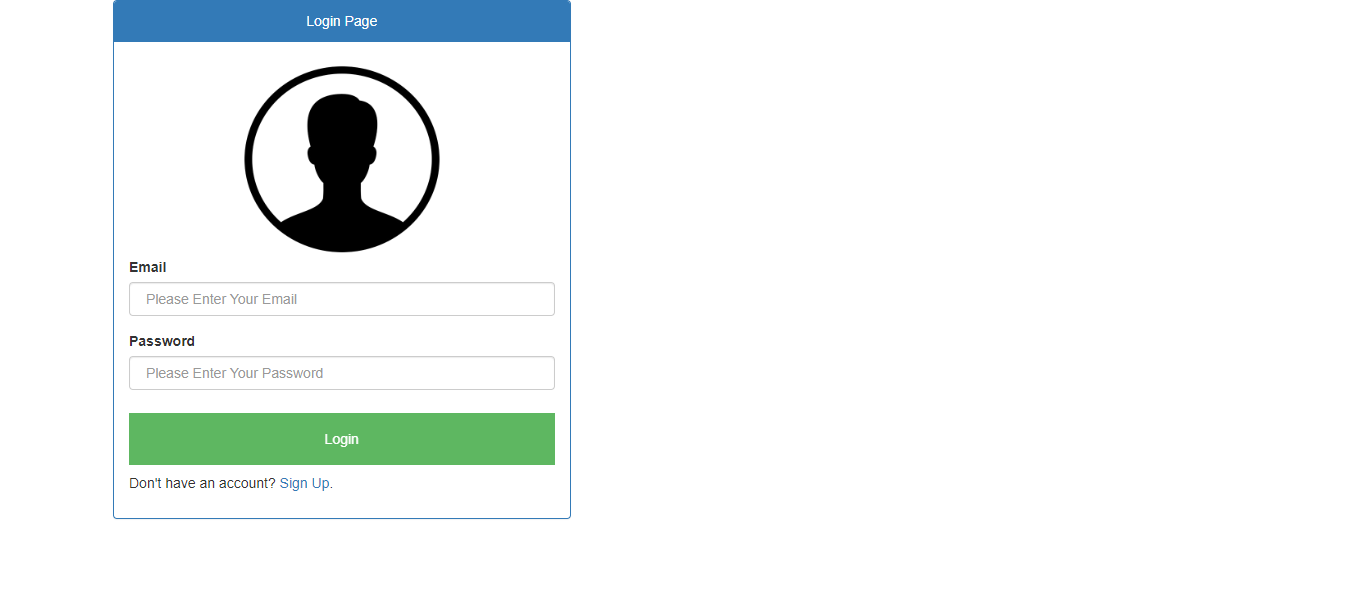 Login Page
Email
Please Enter Your Email
Password
Please Enter Your Password
Login
Don't have an account? Sign Up.